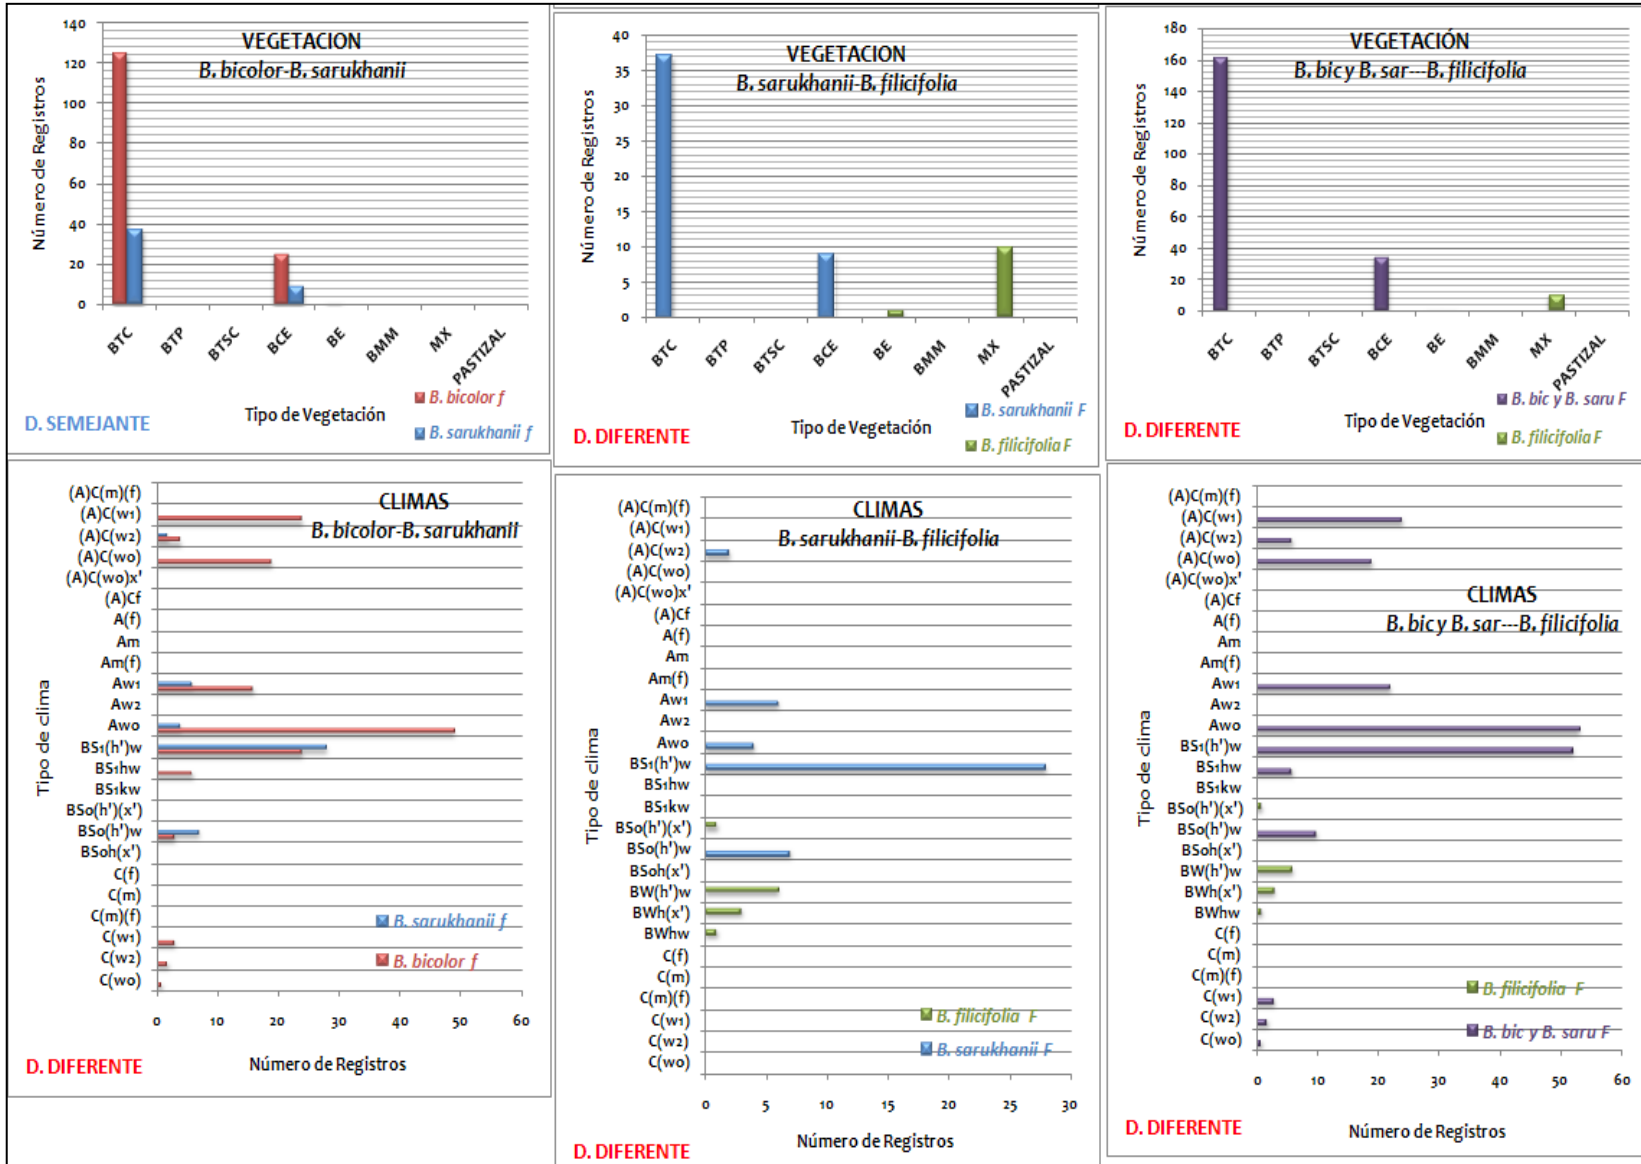 VEGETACION
B. bicolor-B. sarukhanii
Número de Registros
140
120
100
80
60
40
20
0
BTC
BTP
BTSC
BCE
BE
BMM
MX
PASTIZAL
Tipo de Vegetación
B. bicolor f
B. sarukhanii f
D. SEMEJANTE
VEGETACION
B. sarukhanii-B. filicifolia
Número de Registros
40
35
30
25
20
15
10
5
0
BTC
BTP
BTSC
BCE
BE
BMM
MX
PASTIZAL
Tipo de Vegetación
B. sarukhanii F
B. filicifolia F
D. DIFERENTE
VEGETACIÓN
B. bic y B. sar---B. filicifolia
Número de Registros
180
160
140
120
100
80
60
40
20
0
BTC
BTP
BTSC
BCE
BE
BMM
MX
PASTIZAL
Tipo de Vegetación
B. bic y B. saru F
B. filicifolia F
D. DIFERENTE
CLIMAS
B. bicolor-B. sarukhanii
Tipo de clima
(A)C(m)(f)
(A)C(w1)
(A)C(w2)
(A)C(wo)
(A)C(wo)x'
(A)Cf
A(f)
Am
Am(f)
Aw1
Aw2
Awo
BS1(h')w
BS1hw
BS1kw
BSo(h')(x')
BSo(h')w
BSoh(x')
C(f)
C(m)
C(m)(f)
C(w1)
C(w2)
C(wo)
0 10 20 30 40 50 60
Número de Registros
B. sarukhanii f
B. bicolor f
D. DIFERENTE
CLIMAS
B. sarukhanii-B. filicifolia
Tipo de clima
(A)C(m)(f)
(A)C(w1)
(A)C(w2)
(A)C(wo)
(A)C(wo)x'
(A)Cf
A(f)
Am
Am(f)
Aw1
Aw2
Awo
BS1(h')w
BS1hw
BS1kw
BSo(h')(x')
BSo(h')w
BSoh(x')
BW(h')w
BWh(x')
BWhw
C(f)
C(m)
C(m)(f)
C(w1)
C(w2)
C(wo)
0 5 10 15 20 25 30
Número de Registros
B. filicifolia F
B. sarukhanii F
D. DIFERENTE
CLIMAS
B. bic y B. sar---B. filicifolia
Tipo de clima
(A)C(m)(f)
(A)C(w1)
(A)C(w2)
(A)C(wo)
(A)C(wo)x'
(A)Cf
A(f)
Am
Am(f)
Aw1
Aw2
Awo
BS1(h')w
BS1hw
BS1kw
BSo(h')(x')
BSo(h')w
BSoh(x')
BW(h')w
BWh(x')
BWhw
C(f)
C(m)
C(m)(f)
C(w1)
C(w2)
C(wo)
0 10 20 30 40 50 60
Número de Registros
B. filicifolia F
B. bic y B. saru F
D. DIFERENTE